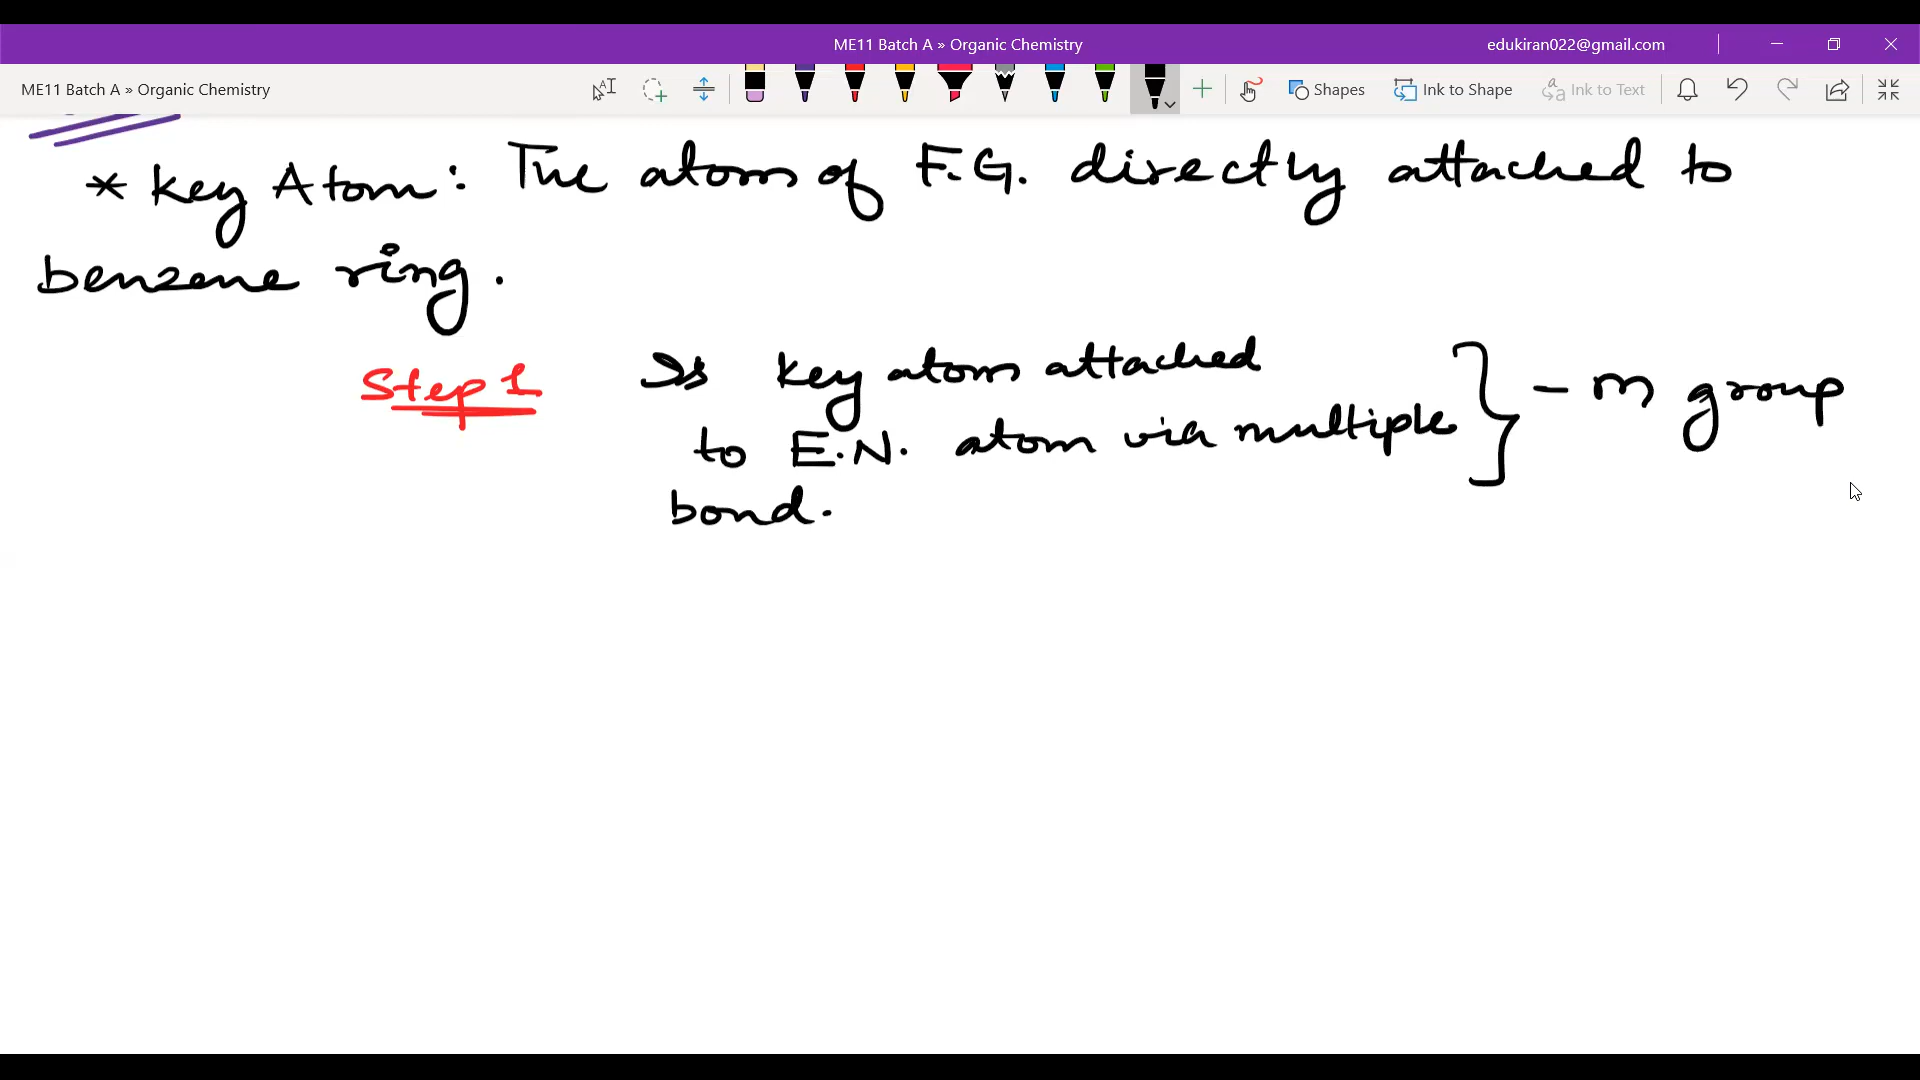 ME11 Batch A » Organic Chemistry
edukiran022@gmail.com
ME11 Batch A » Organic Chemistry
Shapes
Ink to Shape
Ink to Text
* Key Atom: The atom of F.G. directly attached to
benzene ring.
Step 1
Is key atom attached
to E.N. atom via multiple
bond.
- m group